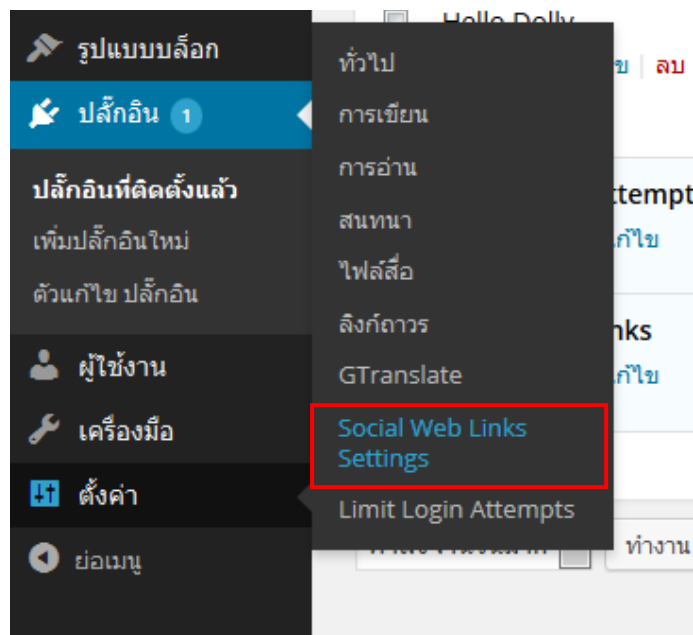 รูปแบบบล็อก
ปลั๊กอิน 1
ปลั๊กอินที่ติดตั้งแล้ว
เพิ่มปลั๊กอินใหม่
ตัวแก้ไข ปลั๊กอิน
ผู้ใช้งาน
เครื่องมือ
ตั้งค่า
ย่อเมนู
ทั่วไป
การเขียน
การอ่าน
สนทนา
ไฟล์สื่อ
ลิงก์ถาวร
GTranslate
Social Web Links
Settings
Limit Login Attempts
Hello Dolly
ข | ลบ
ttempt
ก้ไข
nks
ก้ไข
ทำงาน